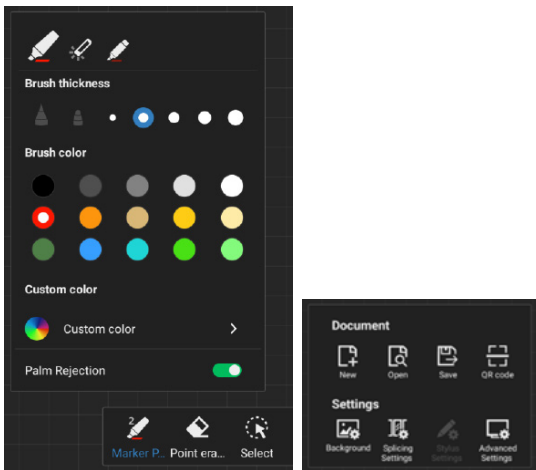 Brush thickness
Brush color
Custom color
Custom color
Palm Rejection
2
Marker P... Point era... Select
Document
New Open Save QR code
Settings
Background Splicing Settings Stylus Settings Advanced Settings